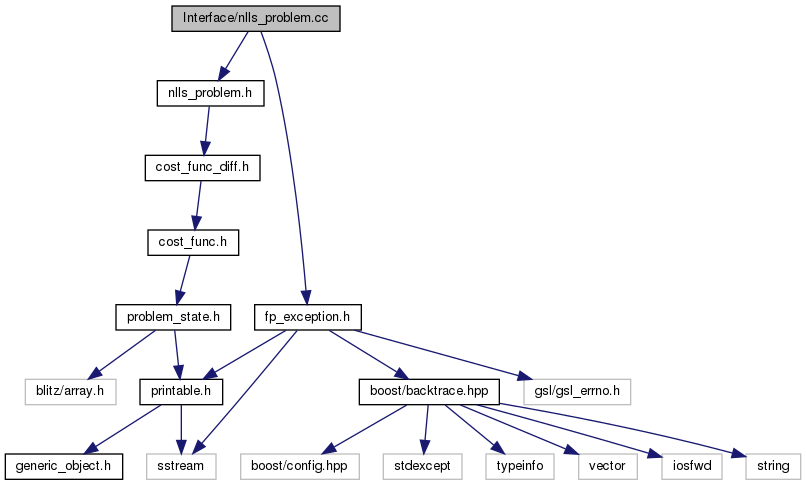 Interface/nlls_problem.cc
nlls_problem.h
cost_func_diff.h
cost_func.h
problem_state.h
fp_exception.h
blitz/array.h
printable.h
boost/backtrace.hpp
gsl/gsl_errno.h
generic_object.h
sstream
boost/config.hpp
stdexcept
typeinfo
vector
iosfwd
string